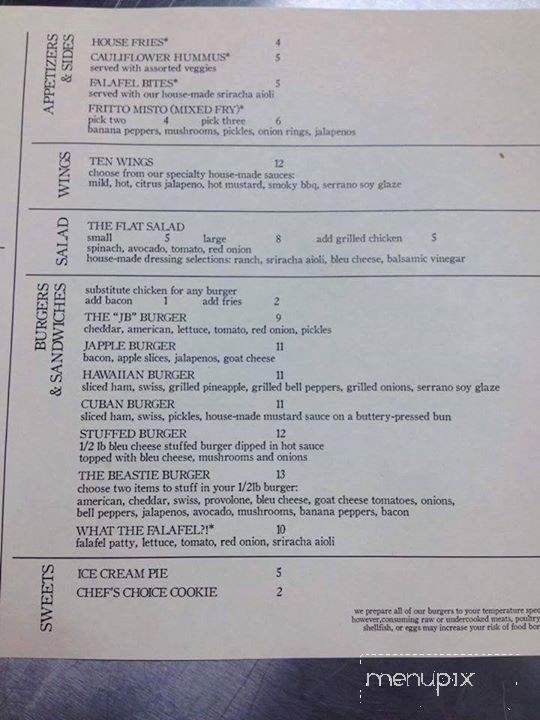 APPETIZERS
& SIDES
HOUSE FRIES* 4
CAULIFLOWER HUMMUS* 5
served with assorted veggies
FALAFEL BITES* 5
served with our house-made sriracha aioli
FRITTO MISTO (MIXED FRY)*
pick two 4 pick three 6
banana peppers, mushrooms, pickles, onion rings, jalapenos
WINGS
TEN WINGS 12
choose from our specialty house-made sauces:
mild, hot, citrus jalapeno, hot mustard, smoky bbq, serrano soy glaze
SALAD
THE FLAT SALAD
small 5 large 8 add grilled chicken 5
spinach, avocado, tomato, red onion
house-made dressing selections: ranch, sriracha aioli, bleu cheese, balsamic vinegar
BURGERS
& SANDWICHES
substitute chicken for any burger
add bacon 1 add fries 2
THE "JB" BURGER 9
cheddar, american, lettuce, tomato, red onion, pickles
JAPPLE BURGER 11
bacon, apple slices, jalapenos, goat cheese
HAWAIIAN BURGER 11
sliced ham, swiss, grilled pineapple, grilled bell peppers, grilled onions, serrano soy glaze
CUBAN BURGER 11
sliced ham, swiss, pickles, house-made mustard sauce on a buttery-pressed bun
STUFFED BURGER 12
1/2 lb bleu cheese stuffed burger dipped in hot sauce
topped with bleu cheese, mushrooms and onions
THE BEASTIE BURGER 13
choose two items to stuff in your 1/2lb burger:
american, cheddar, swiss, provolone, bleu cheese, goat cheese tomatoes, onions,
bell peppers, jalapenos, avocado, mushrooms, banana peppers, bacon
WHAT THE FALAFEL?!* 10
falafel patty, lettuce, tomato, red onion, sriracha aioli
SWEETS
ICE CREAM PIE 5
CHEF'S CHOICE COOKIE 2
we prepare all of our burgers to your temperature spec
however,consuming raw or undercooked meats, poultry
shellfish, or eggs may increase your risk of food bor
menupix